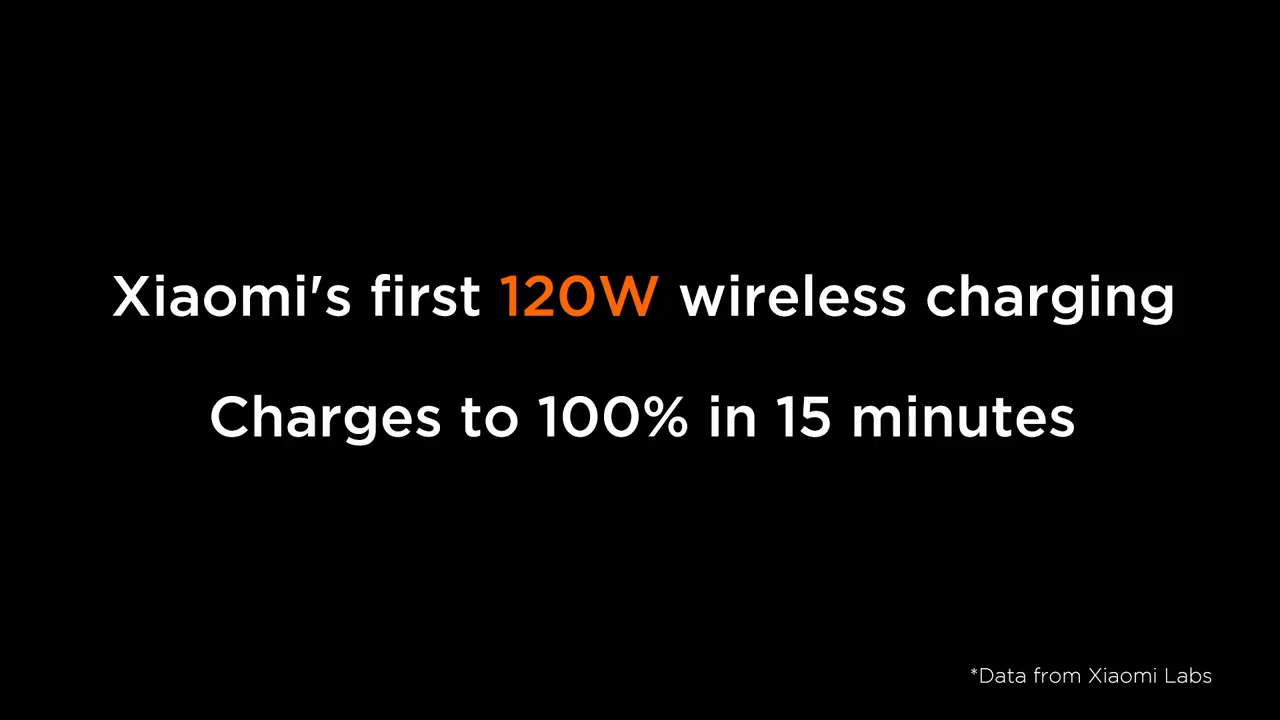 Xiaomi's first 120W wireless charging
Charges to 100% in 15 minutes
*Data from Xiaomi Labs